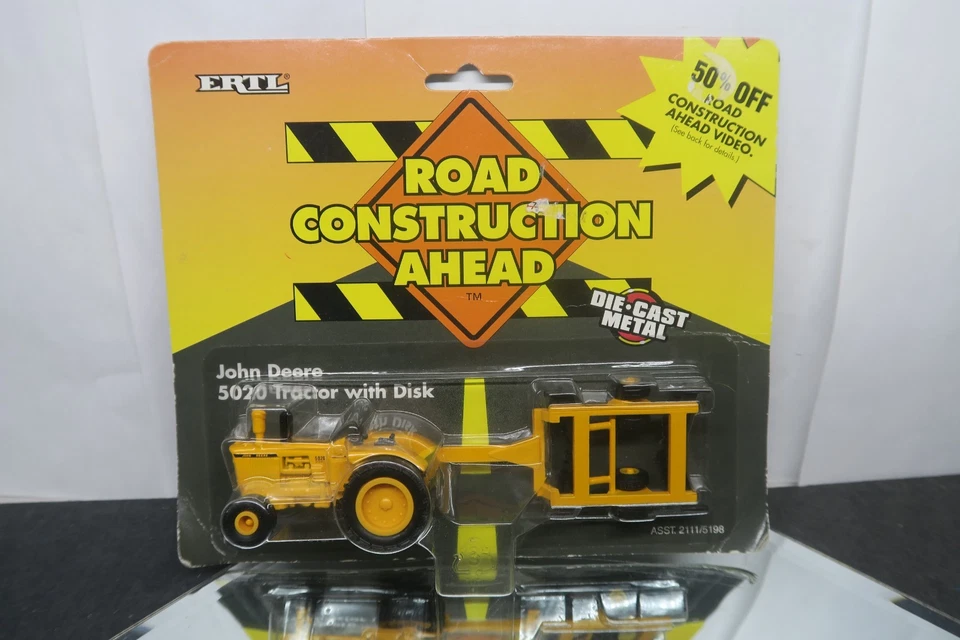 ERTL®
50% OFF
ROAD
CONSTRUCTION
AHEAD VIDEO.
(See back for details.)
ROAD
CONSTRUCTION
AHEAD
TM
DIE•CAST
METAL
John Deere
5020 Tractor with Disk
ASST. 2111/5198